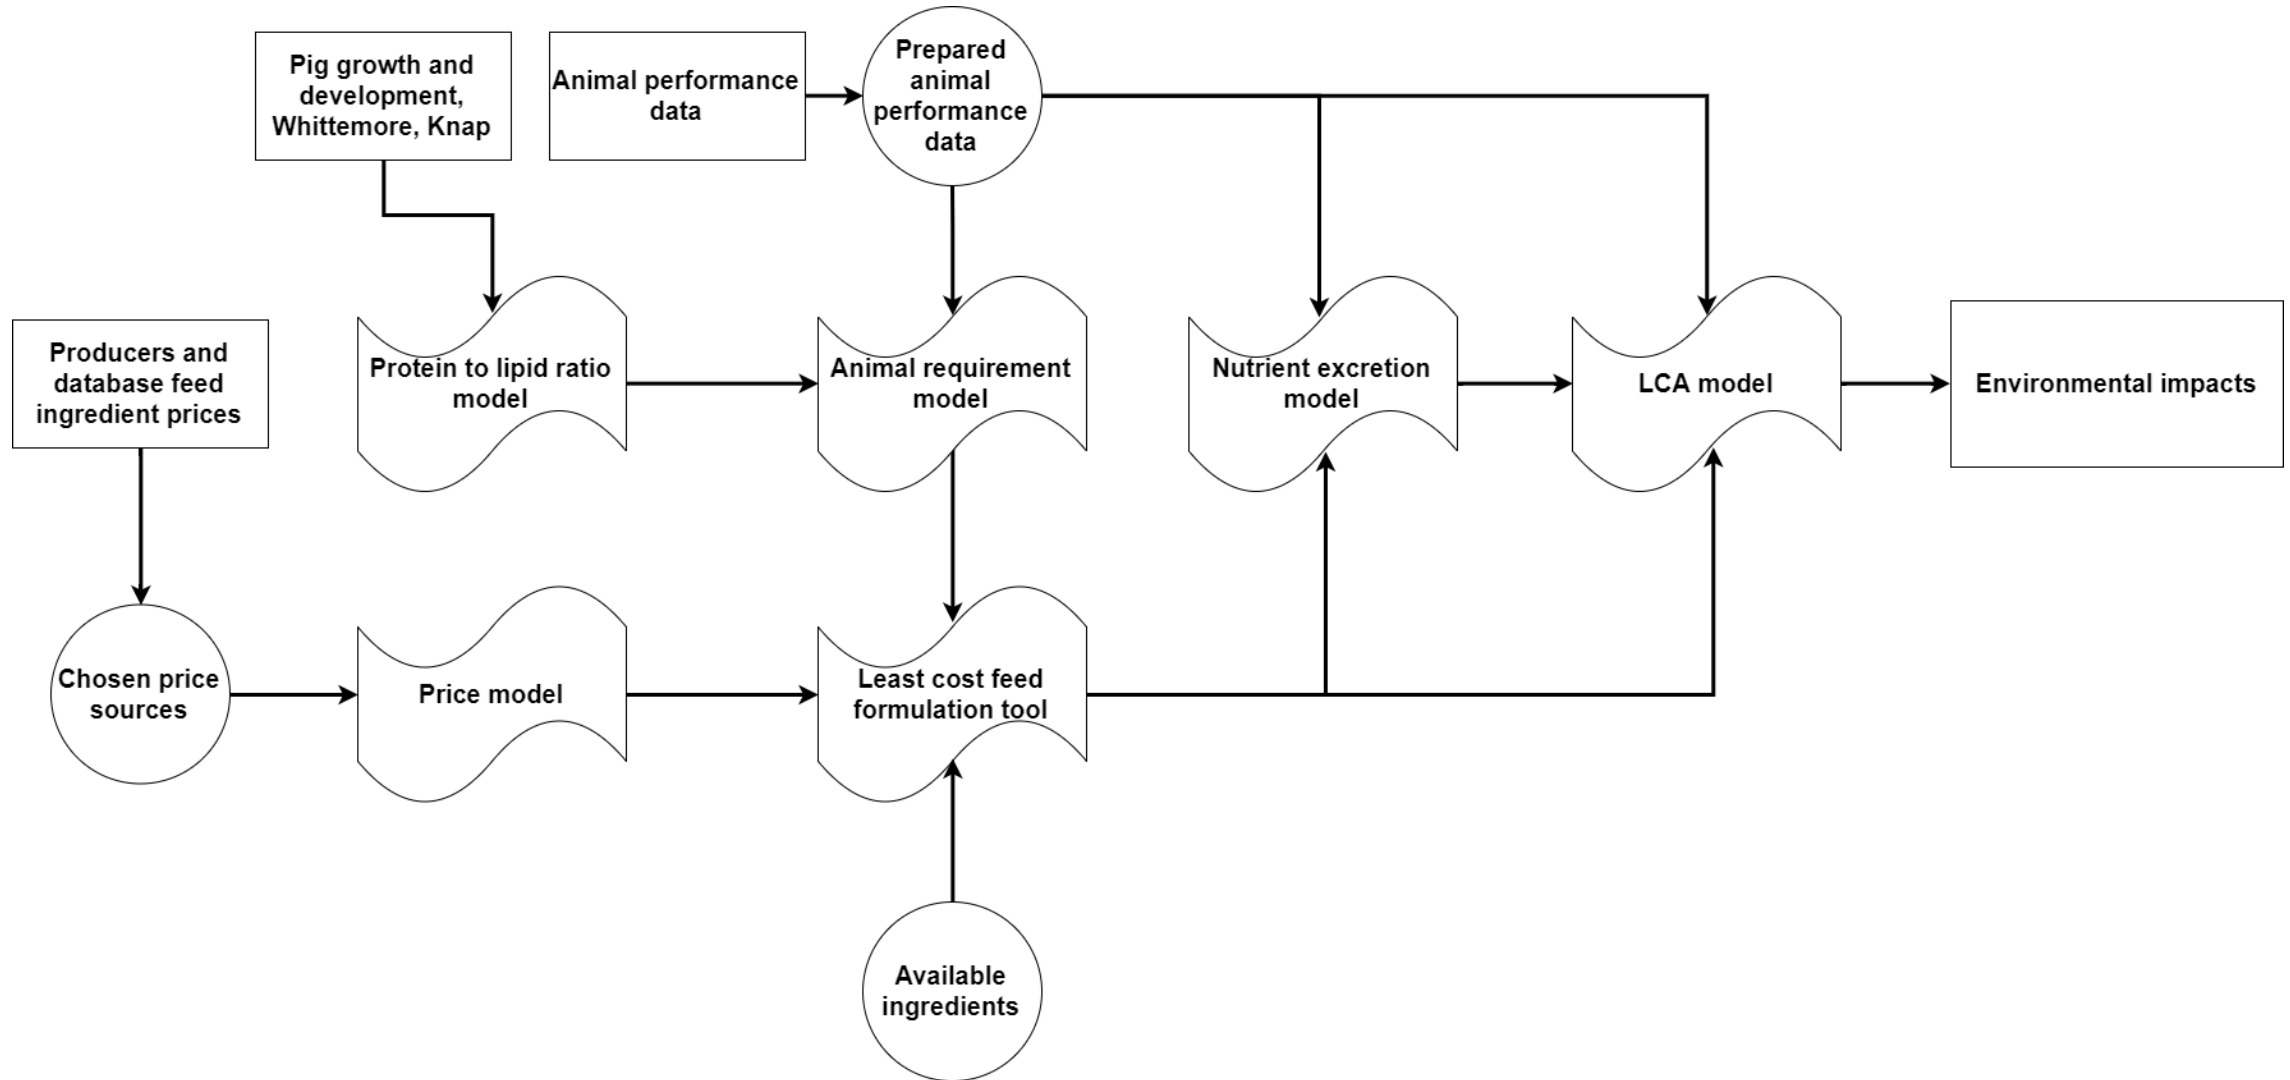 Pig growth and
development,
Whittemore, Knap
Animal performance
data
Prepared
animal
performance
data
Producers and
database feed
ingredient prices
Protein to lipid ratio
model
Animal requirement
model
Nutrient excretion
model
LCA model
Environmental impacts
Chosen price
sources
Price model
Least cost feed
formulation tool
Available
ingredients